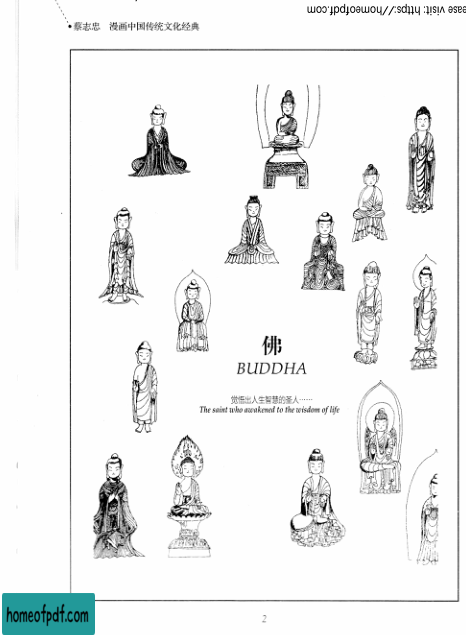 ease visit: https://homeofpdf.com
蔡志忠 漫画中国传统文化经典
佛
BUDDHA
觉悟出人生智慧的圣人……
The saint who awakened to the wisdom of life
homeofpdf.com
2